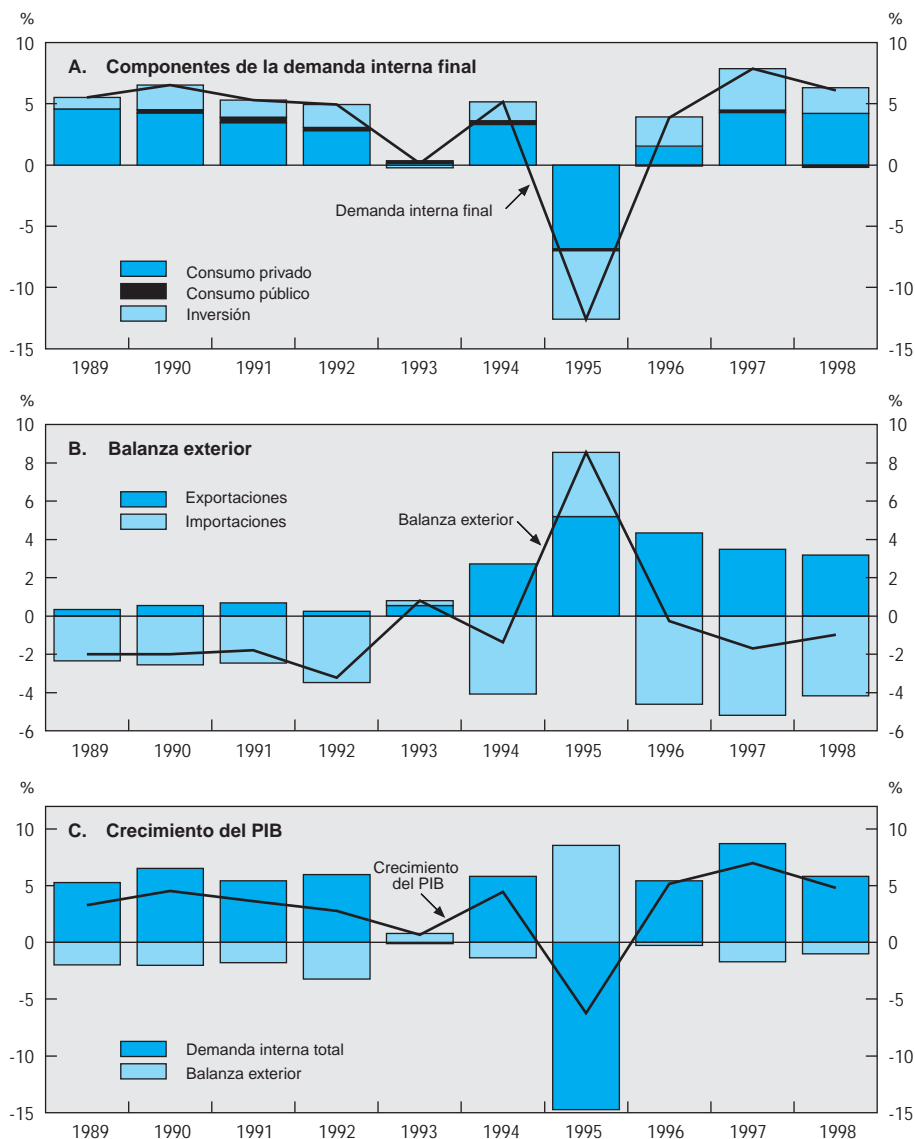 % %
10 10
A. Componentes de la demanda interna final
5 5
0 0
Demanda interna final
-5 -5
Consumo privado
-10 -10
Consumo público
Inversión
-15 -15
1989 1990 1991 1992 1993 1994 1995 1996 1997 1998
% %
10 10
B. Balanza exterior
8 8
Exportaciones
6 6
Importaciones
Balanza exterior
4 4
2 2
0 0
-2 -2
-4 -4
-6 -6
1989 1990 1991 1992 1993 1994 1995 1996 1997 1998
% %
C. Crecimiento del PIB
10 10
Crecimiento
del PIB
5 5
0 0
-5 -5
Demanda interna total
-10 -10
Balanza exterior
-15 -15
1989 1990 1991 1992 1993 1994 1995 1996 1997 1998